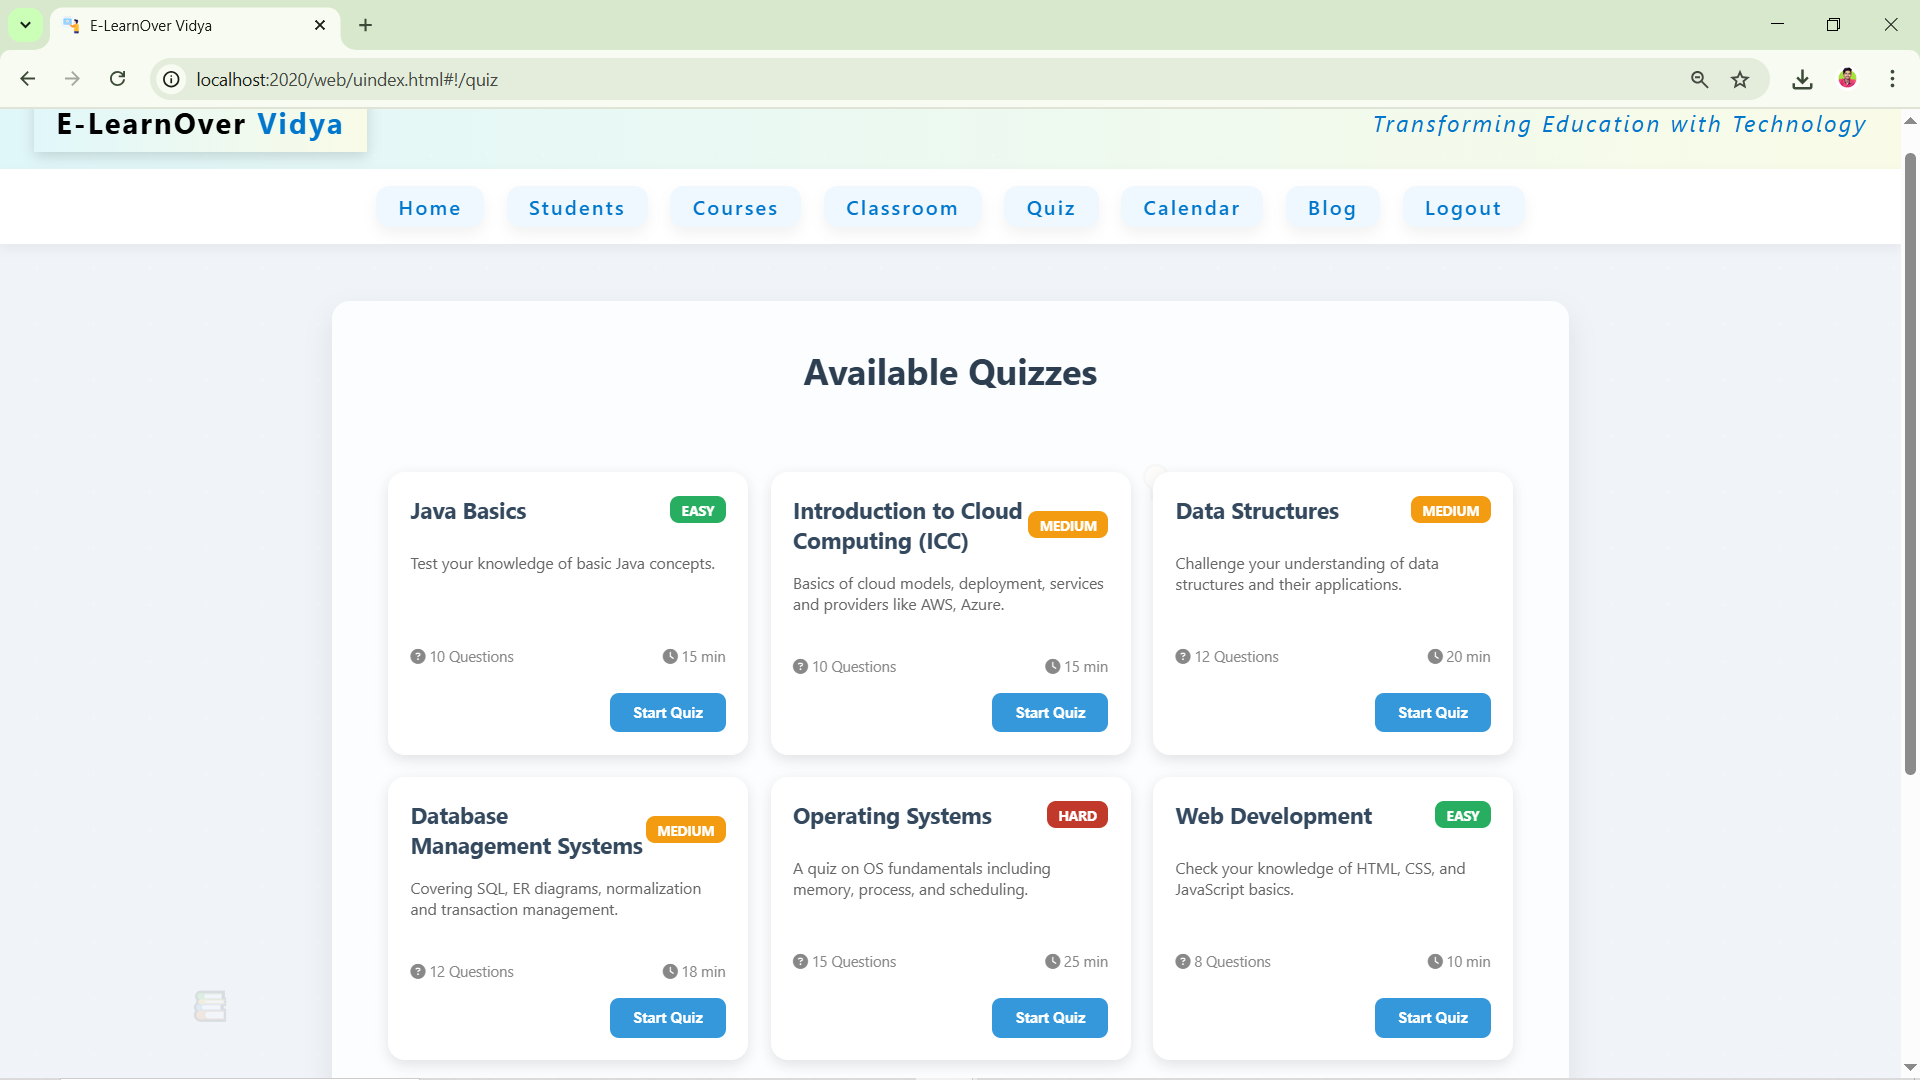 E-LearnOver Vidya
localhost:2020/web/uindex.html#!/quiz
E-LearnOver Vidya
Transforming Education with Technology
Home
Students
Courses
Classroom
Quiz
Calendar
Blog
Logout
Available Quizzes
Java Basics
EASY
Test your knowledge of basic Java concepts.
10 Questions
15 min
Start Quiz
Introduction to Cloud
Computing (ICC)
MEDIUM
Basics of cloud models, deployment, services
and providers like AWS, Azure.
10 Questions
15 min
Start Quiz
Data Structures
MEDIUM
Challenge your understanding of data
structures and their applications.
12 Questions
20 min
Start Quiz
Database
Management Systems
MEDIUM
Covering SQL, ER diagrams, normalization
and transaction management.
12 Questions
18 min
Start Quiz
Operating Systems
HARD
A quiz on OS fundamentals including
memory, process, and scheduling.
15 Questions
25 min
Start Quiz
Web Development
EASY
Check your knowledge of HTML, CSS, and
JavaScript basics.
8 Questions
10 min
Start Quiz